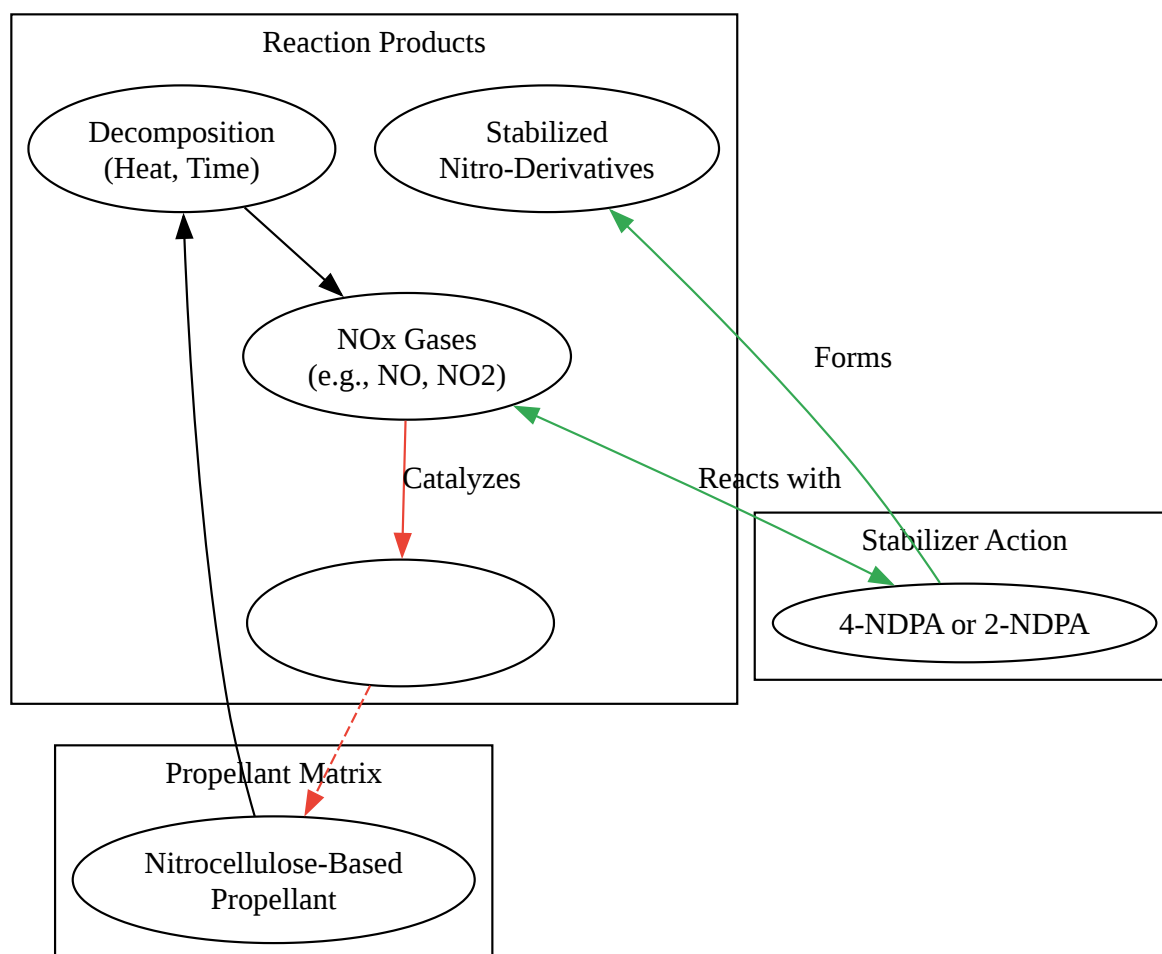 Reaction Products
Decomposition
(Heat, Time)
Stabilized
Nitro-Derivatives
NOx Gases
(e.g., NO, NO2)
Forms
Catalyzes
Reacts with
Stabilizer Action
4-NDPA or 2-NDPA
Propellant Matrix
Nitrocellulose-Based
Propellant